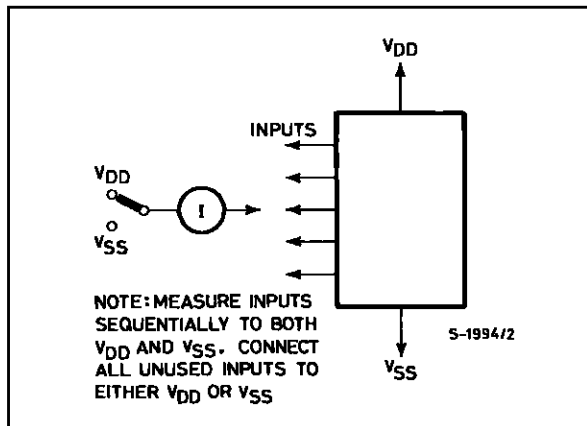 VDD
INPUTS
VDD
I
VSS
NOTE: MEASURE INPUTS
SEQUENTIALLY TO BOTH
VDD AND VSS. CONNECT
ALL UNUSED INPUTS TO
EITHER VDD OR VSS
S-1994/2
VSS